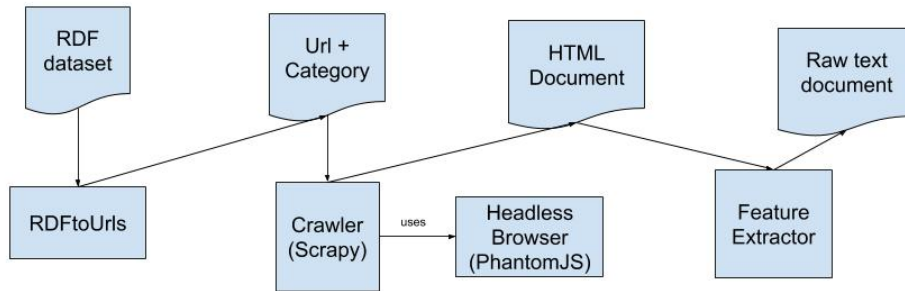 RDF
dataset
Url +
Category
HTML
Document
Raw text
document
RDFtoUrls
Crawler
(Scrapy)
uses
Headless
Browser
(PhantomJS)
Feature
Extractor